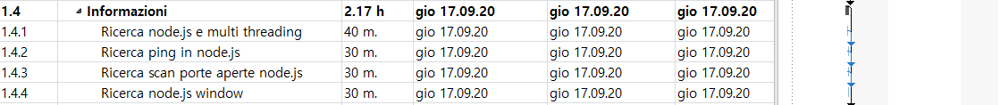 1.4 Informazioni 2.17 h gio 17.09.20 gio 17.09.20 gio 17.09.20
1.4.1 Ricerca node.js e multi threading 40 m. gio 17.09.20 gio 17.09.20 gio 17.09.20
1.4.2 Ricerca ping in node.js 30 m. gio 17.09.20 gio 17.09.20 gio 17.09.20
1.4.3 Ricerca scan porte aperte node.js 30 m. gio 17.09.20 gio 17.09.20 gio 17.09.20
1.4.4 Ricerca node.js window 30 m. gio 17.09.20 gio 17.09.20 gio 17.09.20